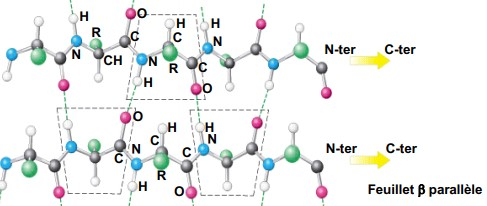 H O H H
R C C N N-ter C-ter
N CH N R C
H O
H O H H
C N C N N-ter C-ter
R C
H O
Feuillet β parallèle